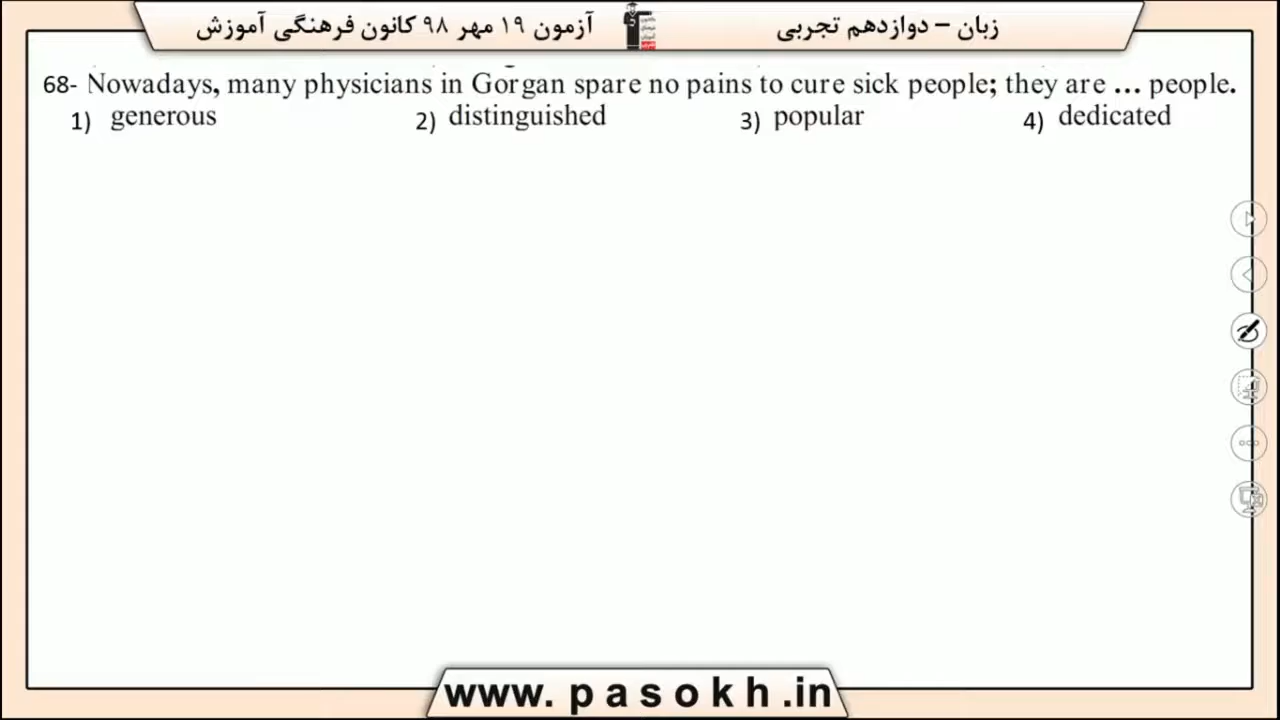 زبان – دوازدهم تجربی
آزمون ۱۹ مهر ۹۸ کانون فرهنگی آموزش
68- Nowadays, many physicians in Gorgan spare no pains to cure sick people; they are ... people.
1) generous 2) distinguished 3) popular 4) dedicated
www. p a s o k h .in